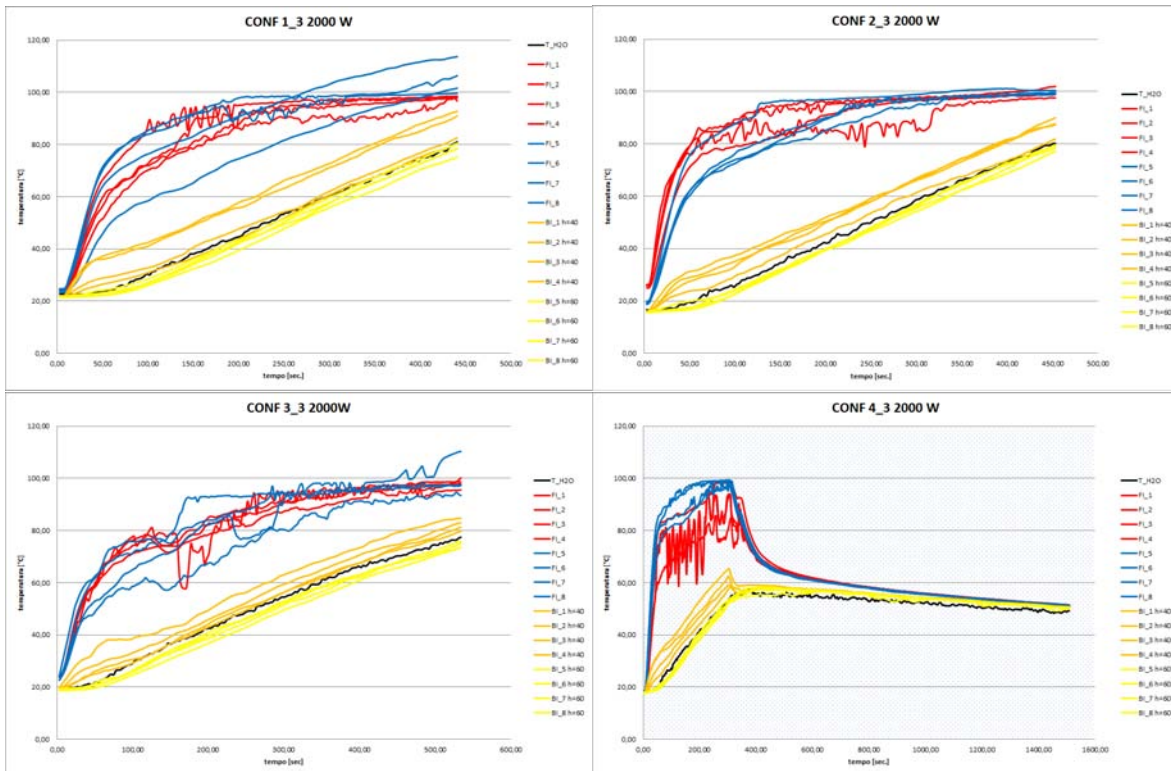 CONF 1_3 2000 W
120,00
100,00
80,00
60,00
40,00
20,00
0,00
temperatura [°C]
0,00 50,00 100,00 150,00 200,00 250,00 300,00 350,00 400,00 450,00 500,00
tempo [sec.]
T_H2O
FI_1
FI_2
FI_3
FI_4
FI_5
FI_6
FI_7
FI_8
BI_1 h=40
BI_2 h=40
BI_3 h=40
BI_4 h=40
BI_5 h=60
BI_6 h=60
BI_7 h=60
BI_8 h=60
CONF 2_3 2000 W
120,00
100,00
80,00
60,00
40,00
20,00
0,00
temperatura [°C]
0,00 50,00 100,00 150,00 200,00 250,00 300,00 350,00 400,00 450,00 500,00
tempo [sec.]
T_H2O
FI_1
FI_2
FI_3
FI_4
FI_5
FI_6
FI_7
FI_8
BI_1 h=40
BI_2 h=40
BI_3 h=40
BI_4 h=40
BI_5 h=60
BI_6 h=60
BI_7 h=60
BI_8 h=60
CONF 3_3 2000W
120,00
100,00
80,00
60,00
40,00
20,00
0,00
temperatura [°C]
0,00 100,00 200,00 300,00 400,00 500,00 600,00
tempo [sec]
T_H2O
FI_1
FI_2
FI_3
FI_4
FI_5
FI_6
FI_7
FI_8
BI_1 h=40
BI_2 h=40
BI_3 h=40
BI_4 h=40
BI_5 h=60
BI_6 h=60
BI_7 h=60
BI_8 h=60
CONF 4_3 2000 W
120,00
100,00
80,00
60,00
40,00
20,00
0,00
temperatura [°C]
0,00 200,00 400,00 600,00 800,00 1000,00 1200,00 1400,00 1600,00
tempo [sec.]
T_H2O
FI_1
FI_2
FI_3
FI_4
FI_5
FI_6
FI_7
FI_8
BI_1 h=40
BI_2 h=40
BI_3 h=40
BI_4 h=40
BI_5 h=60
BI_6 h=60
BI_7 h=60
BI_8 h=60